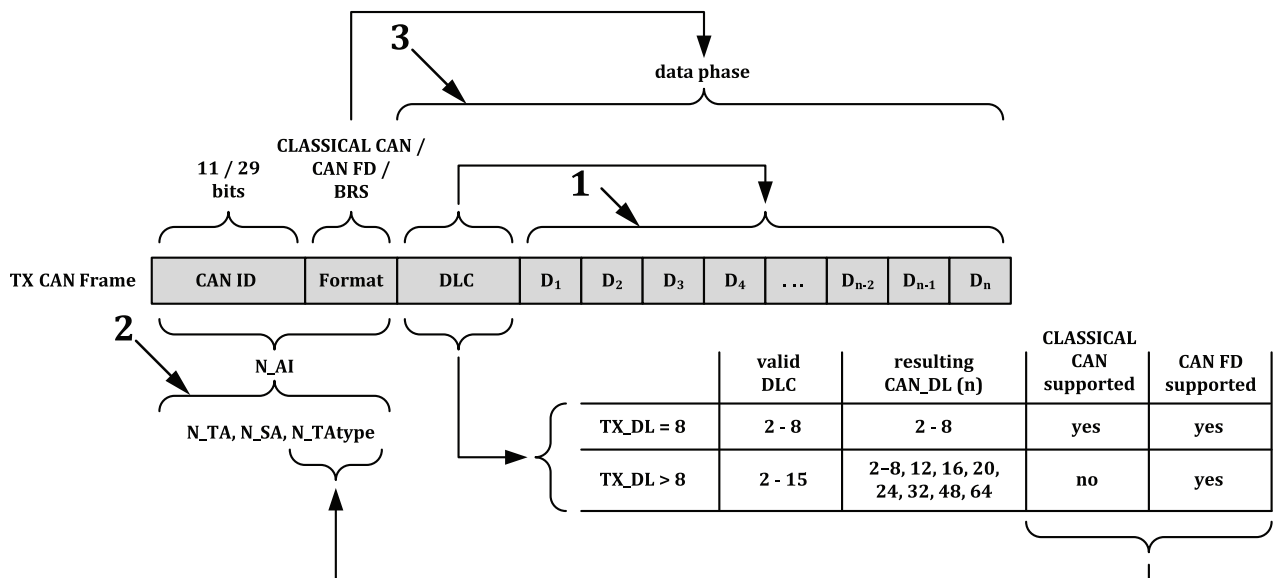 3
data phase
CLASSICAL CAN /
CAN FD /
BRS
11 / 29
bits
1
TX CAN Frame CAN ID Format DLC D1 D2 D3 D4 ... Dn-2 Dn-1 Dn
2
N_AI
N_TA, N_SA, N_TAtype
valid
DLC
resulting
CAN_DL (n)
CLASSICAL
CAN
supported
CAN FD
supported
TX_DL = 8 2 - 8 2 - 8 yes yes
TX_DL > 8 2 - 15 2–8, 12, 16, 20,
24, 32, 48, 64 no yes